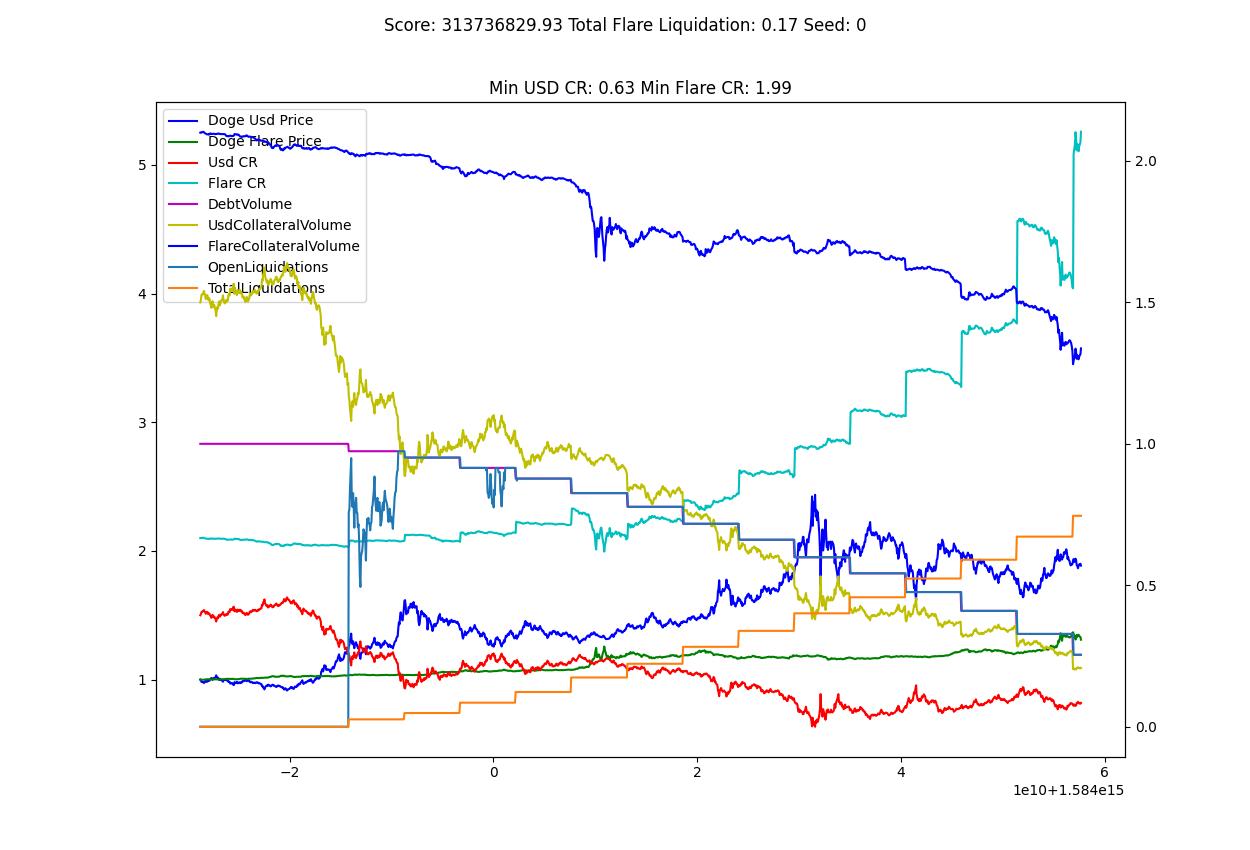 Score: 313736829.93 Total Flare Liquidation: 0.17 Seed: 0
Min USD CR: 0.63 Min Flare CR: 1.99
Doge Usd Price
Doge Flare Price
Usd CR
Flare CR
DebtVolume
UsdCollateralVolume
FlareCollateralVolume
OpenLiquidations
TotalLiquidations
5
4
3
2
1
2.0
1.5
1.0
0.5
0.0
−2 0 2 4 6
1e10+1.584e15